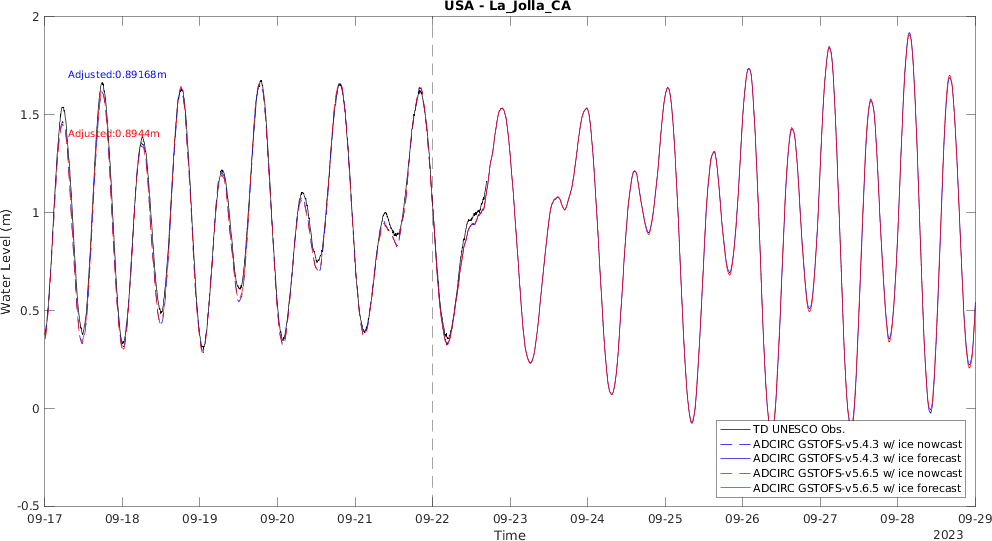 USA - La_Jolla_CA
2
Adjusted:0.89168m
1.5
Adjusted:0.8944m
1
Water Level (m)
0.5
0
-0.5
TD UNESCO Obs.
ADCIRC GSTOFS-v5.4.3 w/ ice nowcast
ADCIRC GSTOFS-v5.4.3 w/ ice forecast
ADCIRC GSTOFS-v5.6.5 w/ ice nowcast
ADCIRC GSTOFS-v5.6.5 w/ ice forecast
09-17 09-18 09-19 09-20 09-21 09-22 09-23 09-24 09-25 09-26 09-27 09-28 09-29
Time
2023